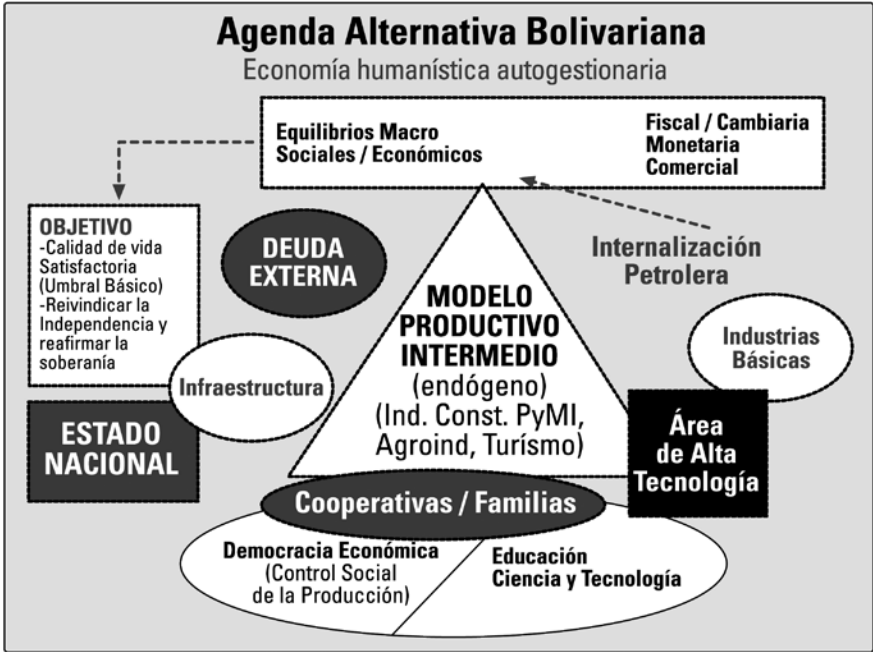 Agenda Alternativa Bolivariana
Economía humanística autogestionaria
Equilibrios Macro
Sociales / Económicos
Fiscal / Cambiaria
Monetaria
Comercial
OBJETIVO
-Calidad de vida
Satisfactoria
(Umbral Básico)
-Reivindicar la
Independencia y
reafirmar la
soberanía
DEUDA
EXTERNA
Internalización
Petrolera
MODELO
PRODUCTIVO
INTERMEDIO
(endógeno)
(Ind. Const. PyMI,
Agroind, Turísmo)
Industrias
Básicas
Infraestructura
ESTADO
NACIONAL
Área
de Alta
Tecnología
Cooperativas / Familias
Democracia Económica
(Control Social
de la Producción)
Educación
Ciencia y Tecnología